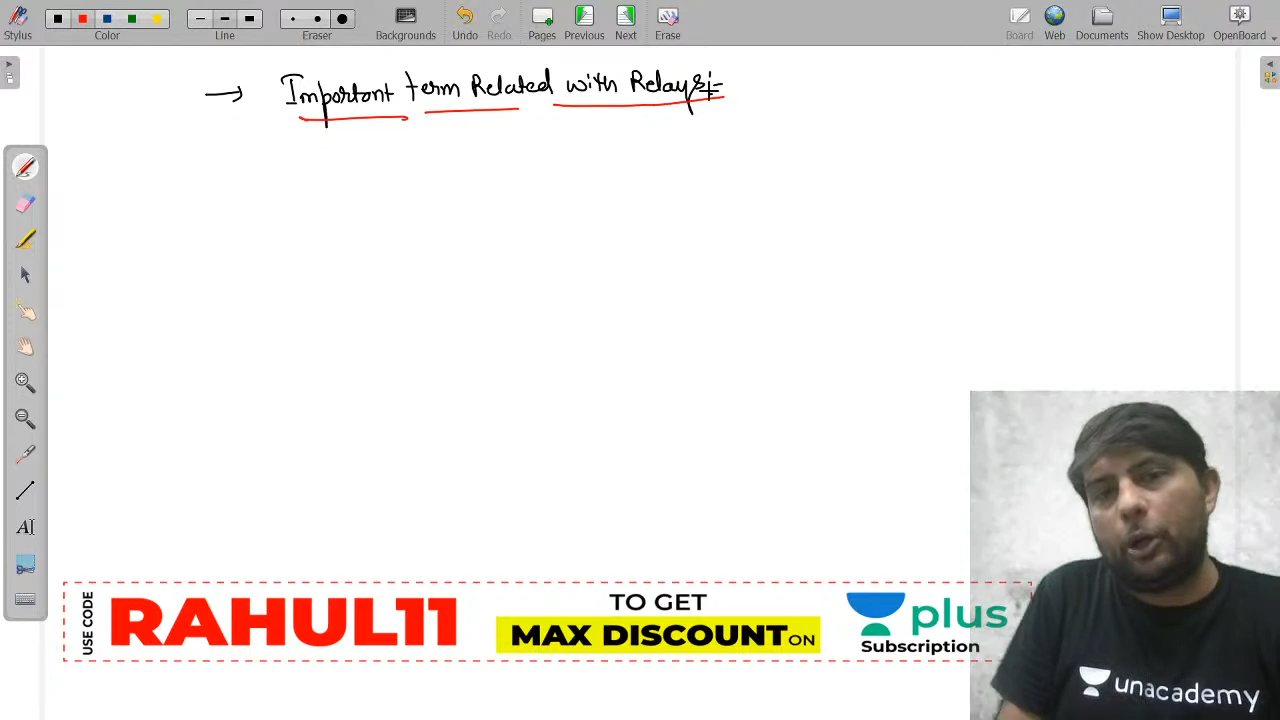 Stylus
Color
Line
Eraser
Backgrounds
Undo
Redo
Pages
Previous
Next
Erase
Board
Web
Documents
Show Desktop
OpenBoard
→ Important term Related with Relays:-
AI
USE CODE
RAHUL11
TO GET
MAX DISCOUNT ON
plus
Subscription
unacademy